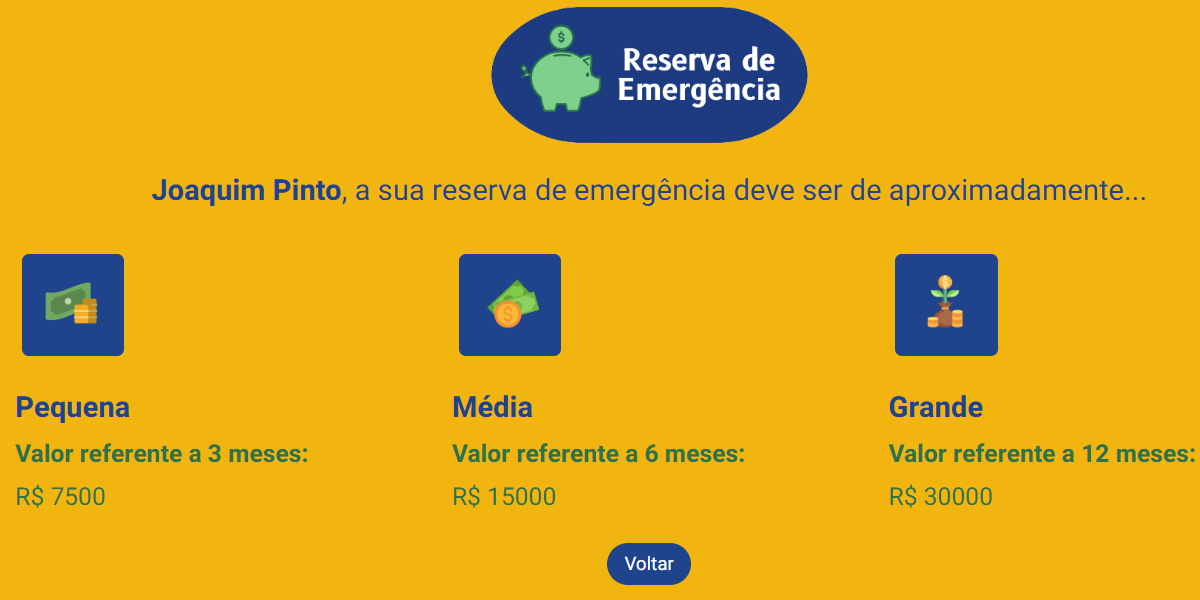 $
Reserva de
Emergência
Joaquim Pinto, a sua reserva de emergência deve ser de aproximadamente...
Pequena
Valor referente a 3 meses:
R$ 7500
Média
Valor referente a 6 meses:
R$ 15000
Grande
Valor referente a 12 meses:
R$ 30000
Voltar